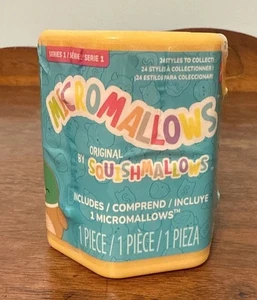 SERIES 1 / SÉRIE / SERIE 1
24 STYLES TO COLLECT!
24 STYLES À COLLECTIONNER
24 ESTILOS PARA COLECCIONAR
MICROMALLOWS
BY ORIGINAL
SQUISHMALLOWS
INCLUDES / COMPREND / INCLUYE
1 MICROMALLOWS™
1 PIECE / 1 PIÈCE / 1 PIEZA